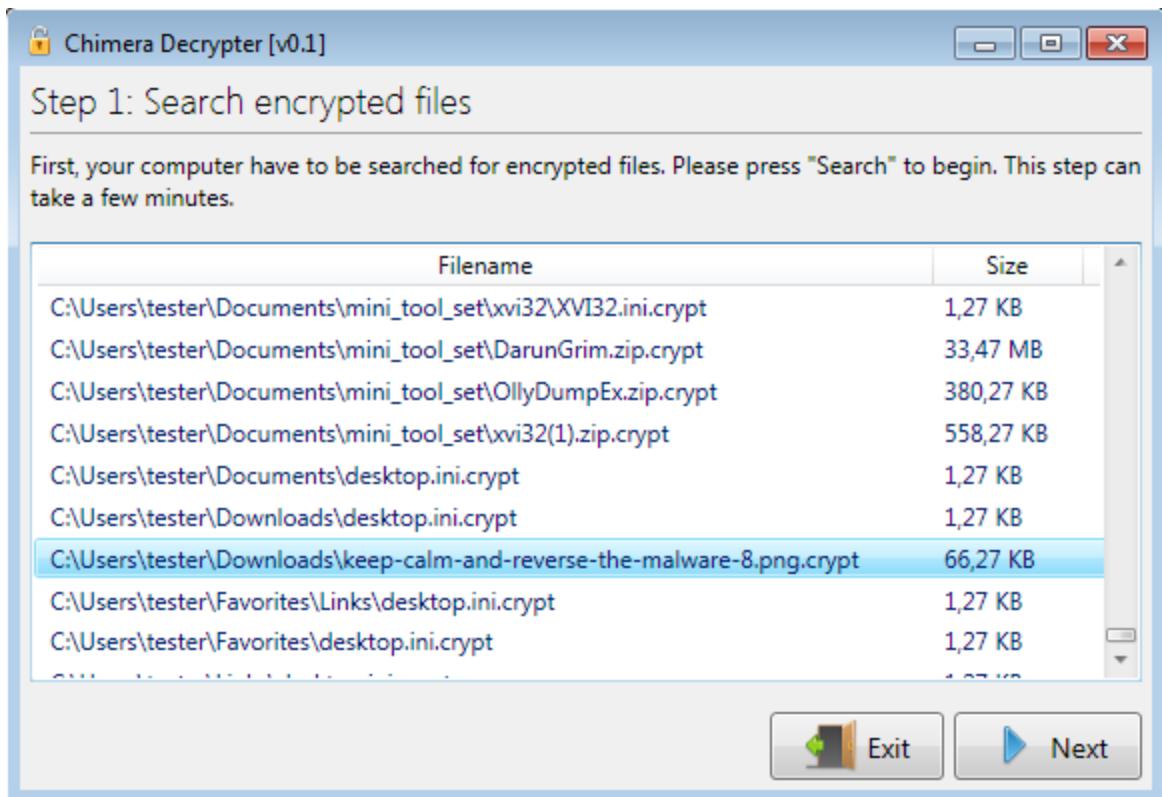 Chimera Decrypter [v0.1]
Step 1: Search encrypted files
First, your computer have to be searched for encrypted files. Please press "Search" to begin. This step can
take a few minutes.
Filename Size
C:\Users\tester\Documents\mini_tool_set\xvi32\XVI32.ini.crypt 1,27 KB
C:\Users\tester\Documents\mini_tool_set\DarunGrim.zip.crypt 33,47 MB
C:\Users\tester\Documents\mini_tool_set\OllyDumpEx.zip.crypt 380,27 KB
C:\Users\tester\Documents\mini_tool_set\xvi32(1).zip.crypt 558,27 KB
C:\Users\tester\Documents\desktop.ini.crypt 1,27 KB
C:\Users\tester\Downloads\desktop.ini.crypt 1,27 KB
C:\Users\tester\Downloads\keep-calm-and-reverse-the-malware-8.png.crypt 66,27 KB
C:\Users\tester\Favorites\Links\desktop.ini.crypt 1,27 KB
C:\Users\tester\Favorites\desktop.ini.crypt 1,27 KB
Exit Next